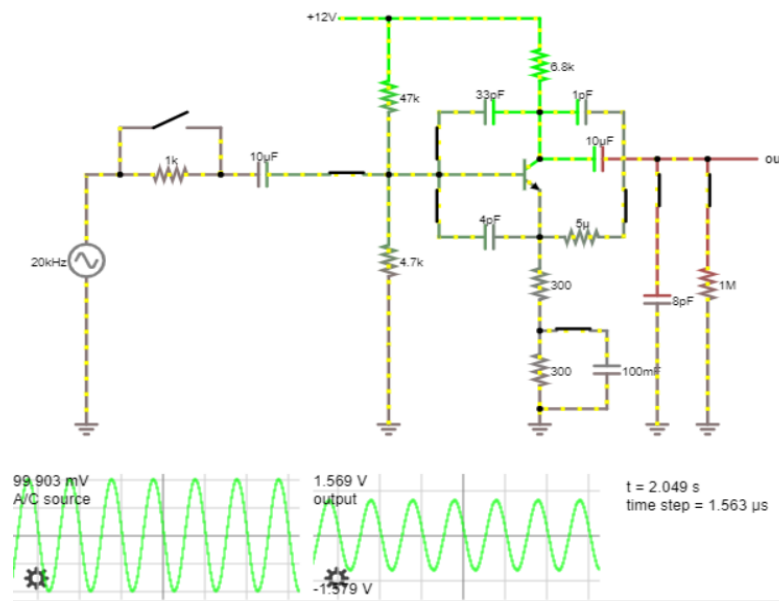 +12V
6.8k
47k
33pF
1pF
1k
10µF
10µF
ou
4pF
5µ
20kHz
4.7k
300
1M
8pF
300
100mF
99.903 mV
A/C source
1.569 V
output
-1.579 V
t = 2.049 s
time step = 1.563 µs